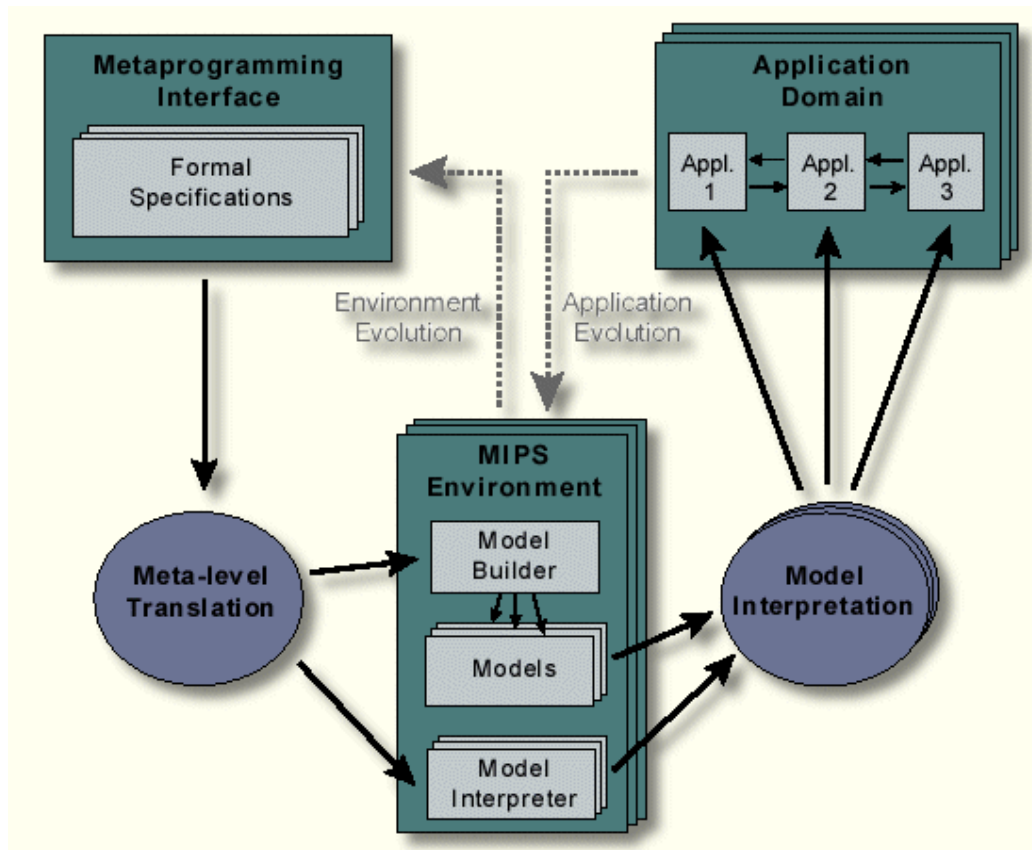 Metaprogramming
Interface
Formal
Specifications
Application
Domain
Appl.
1
Appl.
2
Appl.
3
Environment
Evolution
Application
Evolution
MIPS
Environment
Model
Builder
Models
Model
Interpreter
Meta-level
Translation
Model
Interpretation